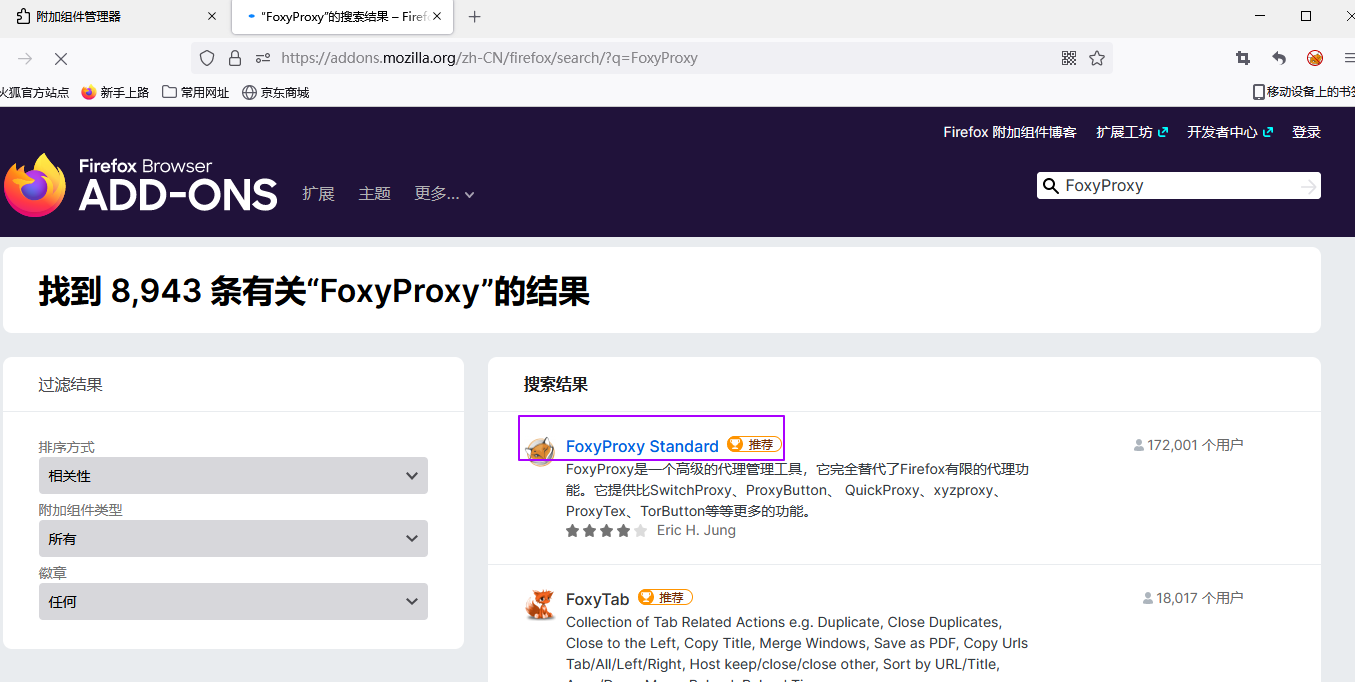 附加组件管理器
“FoxyProxy”的搜索结果 – Firef
https://addons.mozilla.org/zh-CN/firefox/search/?q=FoxyProxy
火狐官方站点 新手上路 常用网址 京东商城
移动设备上的书签
Firefox 附加组件博客 扩展工坊 开发者中心 登录
Firefox Browser
ADD-ONS
扩展 主题 更多...
FoxyProxy
找到 8,943 条有关“FoxyProxy”的结果
过滤结果
排序方式
相关性
附加组件类型
所有
徽章
任何
搜索结果
FoxyProxy Standard 推荐
172,001 个用户
FoxyProxy是一个高级的代理管理工具，它完全替代了Firefox有限的代理功
能。它提供比SwitchProxy、ProxyButton、 QuickProxy、xyzproxy、
ProxyTex、TorButton等等更多的功能。
Eric H. Jung
FoxyTab 推荐
18,017 个用户
Collection of Tab Related Actions e.g. Duplicate, Close Duplicates,
Close to the Left, Copy Title, Merge Windows, Save as PDF, Copy Urls
Tab/All/Left/Right, Host keep/close/close other, Sort by URL/Title,